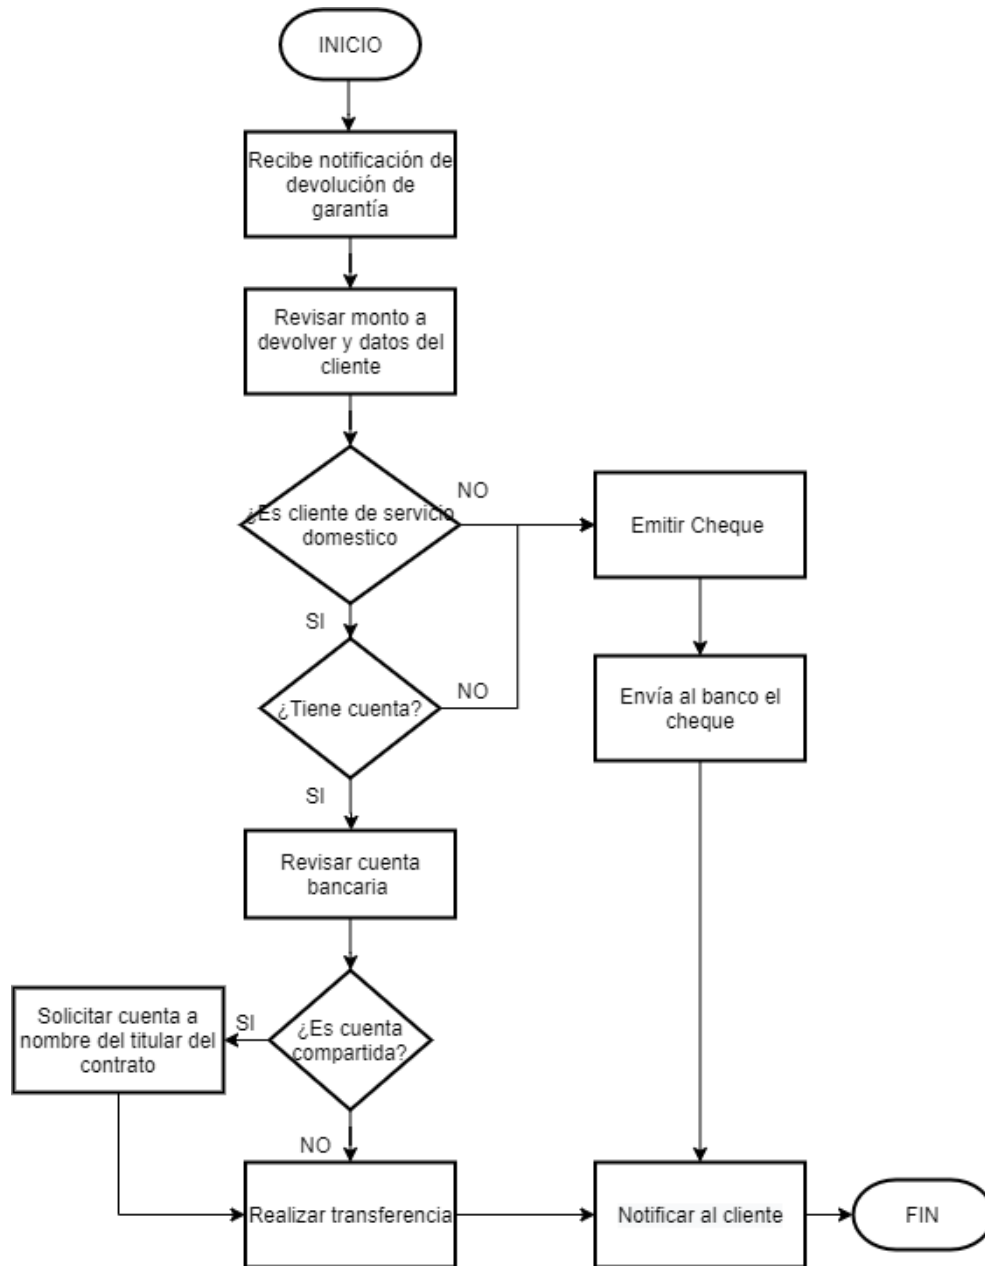 INICIO
Recibe notificación de
devolución de
garantía
Revisar monto a
devolver y datos del
cliente
¿Es cliente de servicio
domestico
NO
Emitir Cheque
SI
¿Tiene cuenta?
NO
Envía al banco el
cheque
SI
Revisar cuenta
bancaria
Solicitar cuenta a
nombre del titular del
contrato
SI
¿Es cuenta
compartida?
NO
Realizar transferencia
Notificar al cliente
FIN